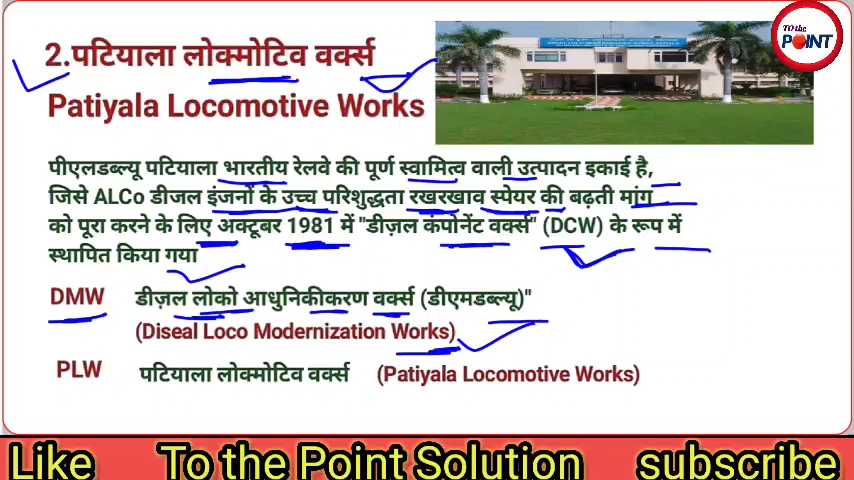 To the
POINT
2.पटियाला लोक्मोटिव वर्क्स
Patiyala Locomotive Works
पीएलडब्ल्यू पटियाला भारतीय रेलवे की पूर्ण स्वामित्व वाली उत्पादन इकाई है,
जिसे ALCo डीजल इंजनों के उच्च परिशुद्धता रखरखाव स्पेयर की बढ़ती मांग
को पूरा करने के लिए अक्टूबर 1981 में "डीज़ल कंपोनेंट वर्क्स" (DCW) के रूप में
स्थापित किया गया
DMW डीज़ल लोको आधुनिकीकरण वर्क्स (डीएमडब्ल्यू)"
(Diseal Loco Modernization Works)
PLW पटियाला लोक्मोटिव वर्क्स (Patiyala Locomotive Works)
Like To the Point Solution subscribe